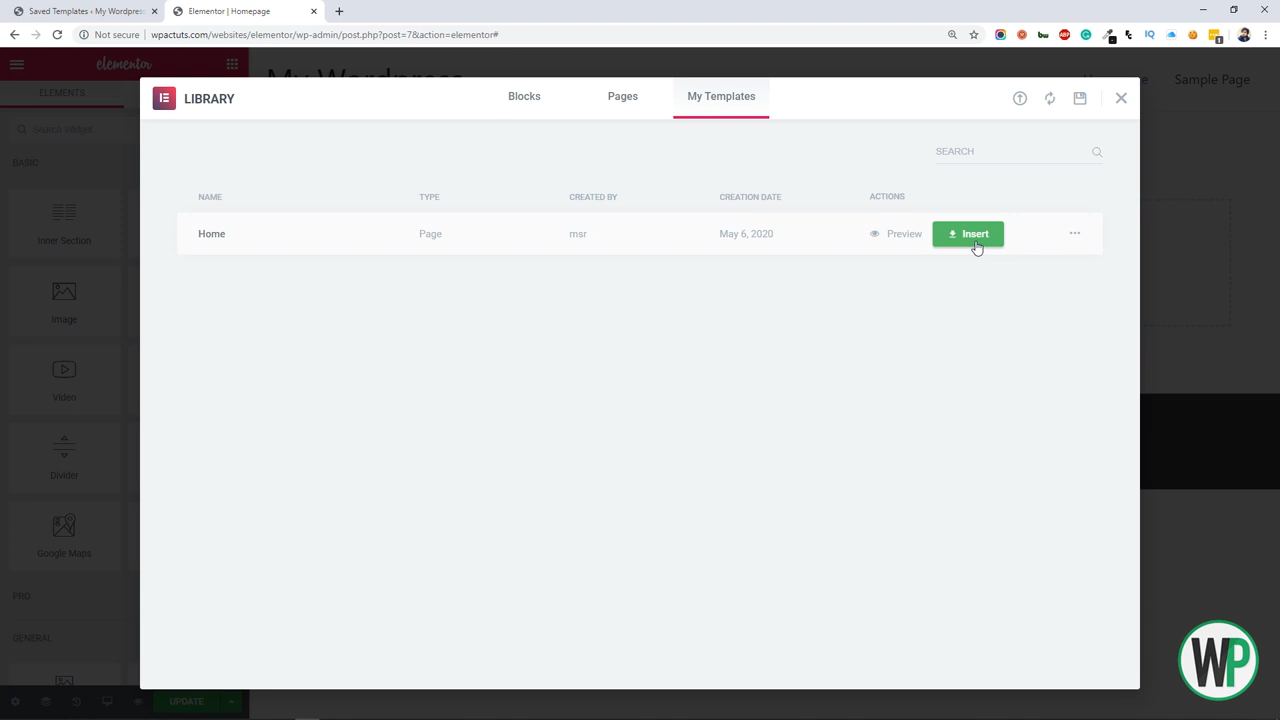 Saved Templates ‹ My Wordpress
Elementor | Homepage
Not secure
wpactuts.com/websites/elementor/wp-admin/post.php?post=7&action=elementor#
elementor
My Wordpress
Sample Page
ELEMENTS
LIBRARY
Blocks
Pages
My Templates
Search Widget...
SEARCH
BASIC
NAME
TYPE
CREATED BY
CREATION DATE
ACTIONS
Home
Page
msr
May 6, 2020
Preview
Insert
Inner Section
Image
Video
Divider
Google Maps
PRO
GENERAL
UPDATE
WP